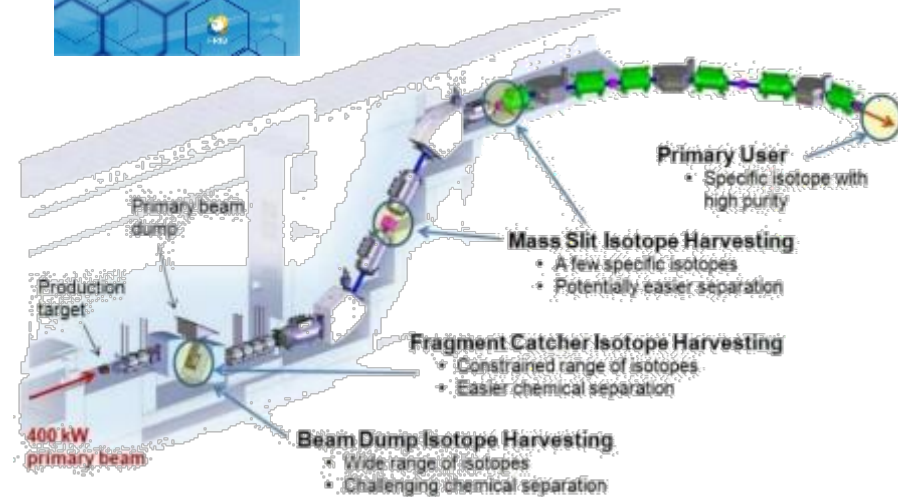 FRIB
Primary User
• Specific isotope with
high purity
Primary beam
dump
Mass Slit Isotope Harvesting
• A few specific isotopes
• Potentially easier separation
Production
target
Fragment Catcher Isotope Harvesting
• Constrained range of isotopes
• Easier chemical separation
400 kW
primary beam
Beam Dump Isotope Harvesting
• Wide range of isotopes
• Challenging chemical separation